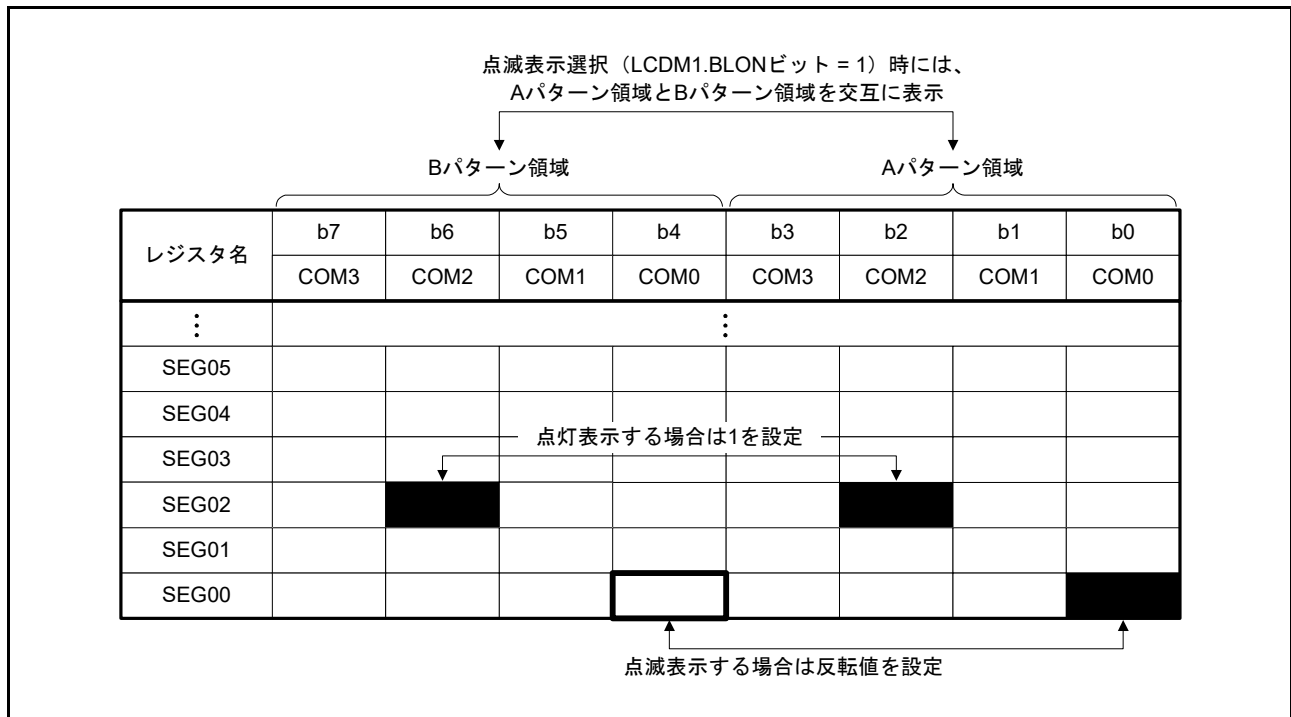 点滅表示選択（LCDM1.BLONビット = 1）時には、
Aパターン領域とBパターン領域を交互に表示
Bパターン領域 Aパターン領域
レジスタ名 b7 b6 b5 b4 b3 b2 b1 b0
COM3 COM2 COM1 COM0 COM3 COM2 COM1 COM0
SEG05
SEG04
点灯表示する場合は1を設定
SEG03
SEG02
SEG01
SEG00
点滅表示する場合は反転値を設定